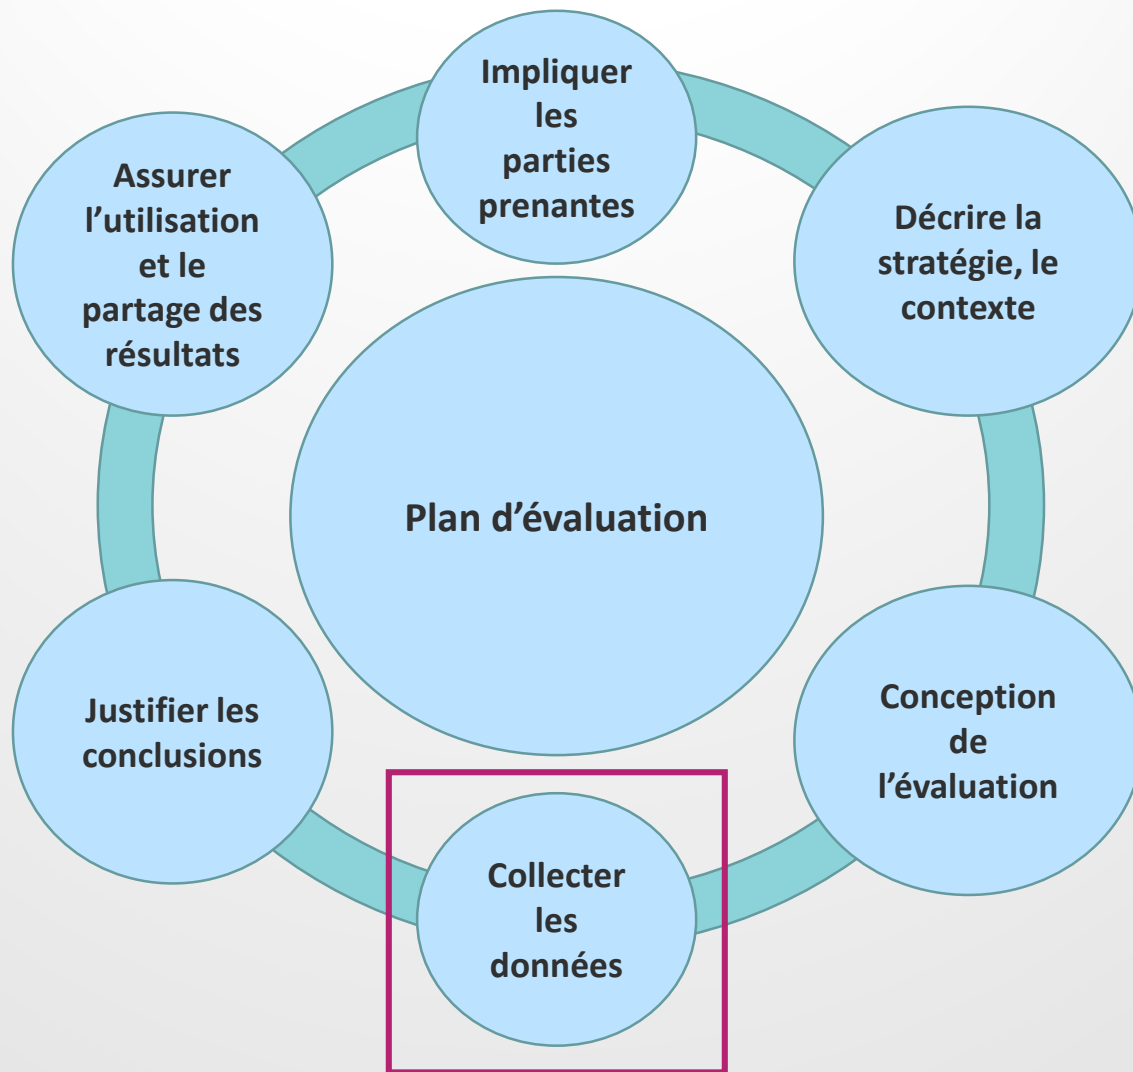 Impliquer
les
parties
prenantes
Décrire la
stratégie, le
contexte
Conception
de
l’évaluation
Collecter
les
données
Justifier les
conclusions
Assurer
l’utilisation
et le
partage des
résultats
Plan d’évaluation